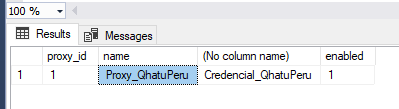 100 %
Results Messages
proxy_id name (No column name) enabled
1 1 Proxy_QhatuPeru Credencial_QhatuPeru 1